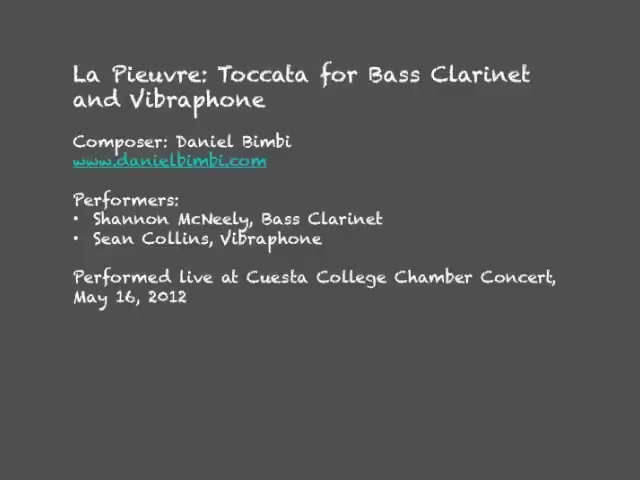 La Pieuvre: Toccata for Bass Clarinet
and Vibraphone
Composer: Daniel Bimbi
www.danielbimbi.com
Performers:
• Shannon McNeely, Bass Clarinet
• Sean Collins, Vibraphone
Performed live at Cuesta College Chamber Concert,
May 16, 2012